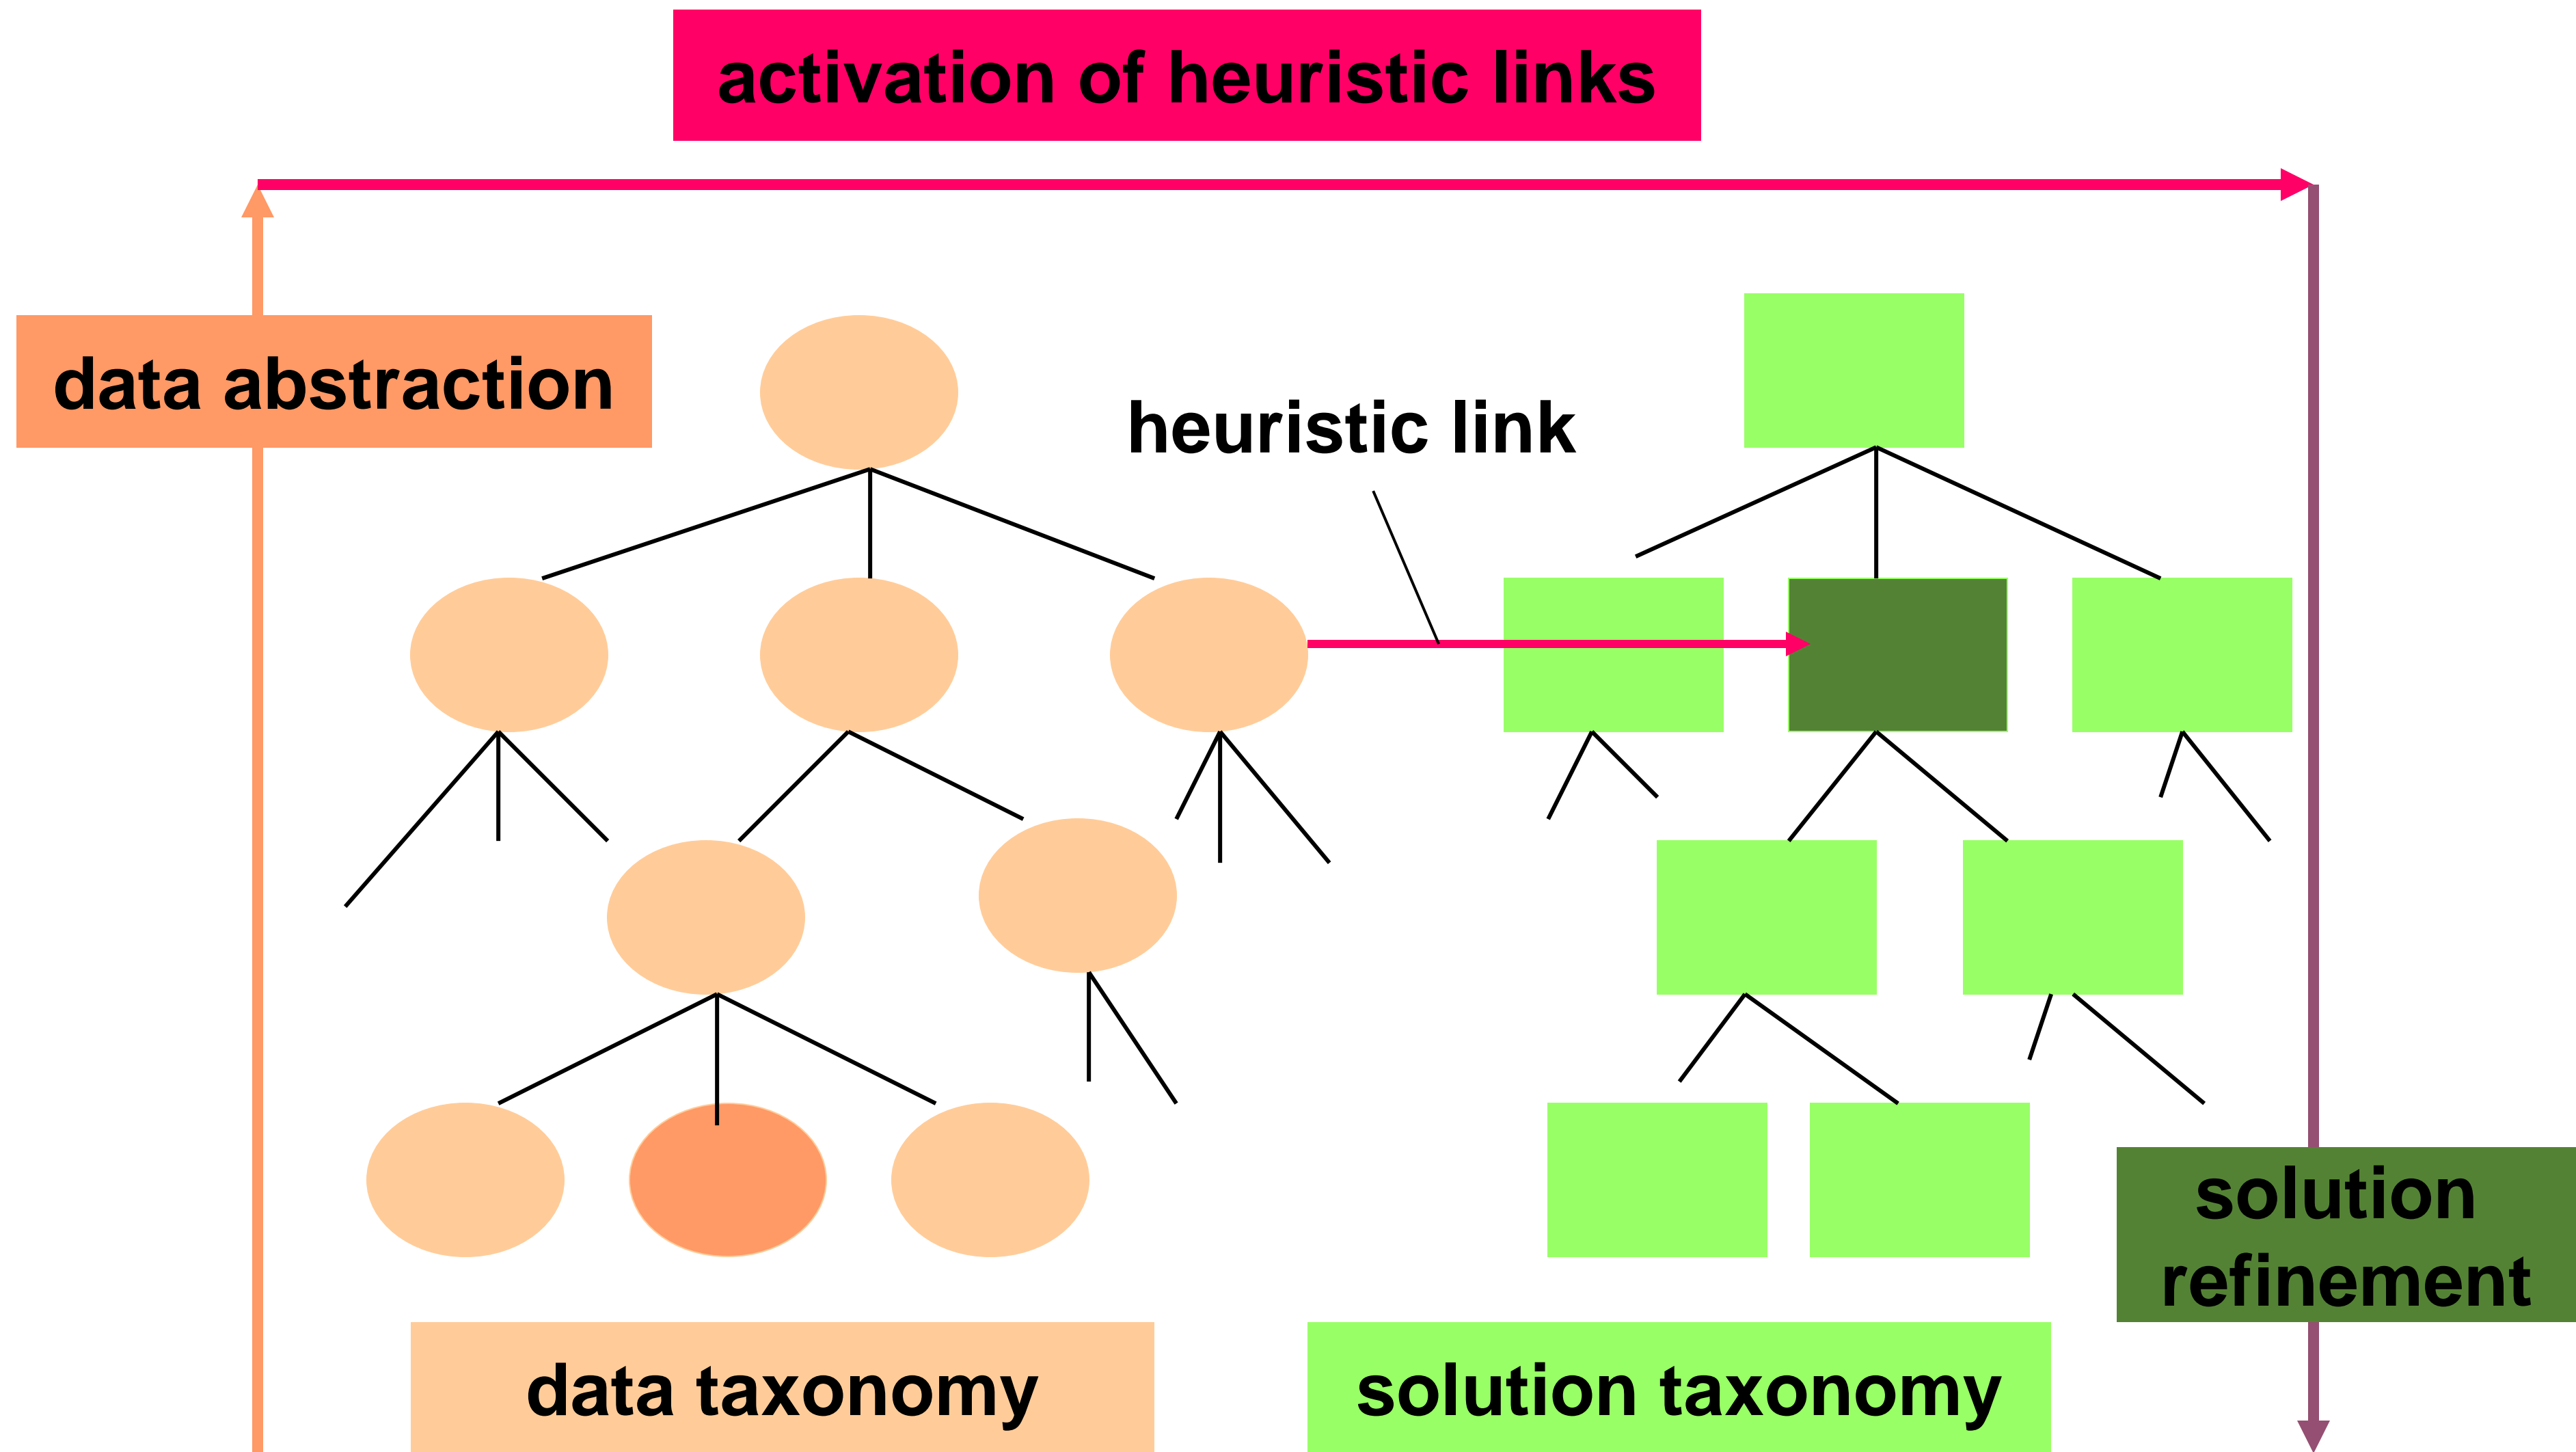 activation of heuristic links
data abstraction
heuristic link
solution
refinement
data taxonomy
solution taxonomy